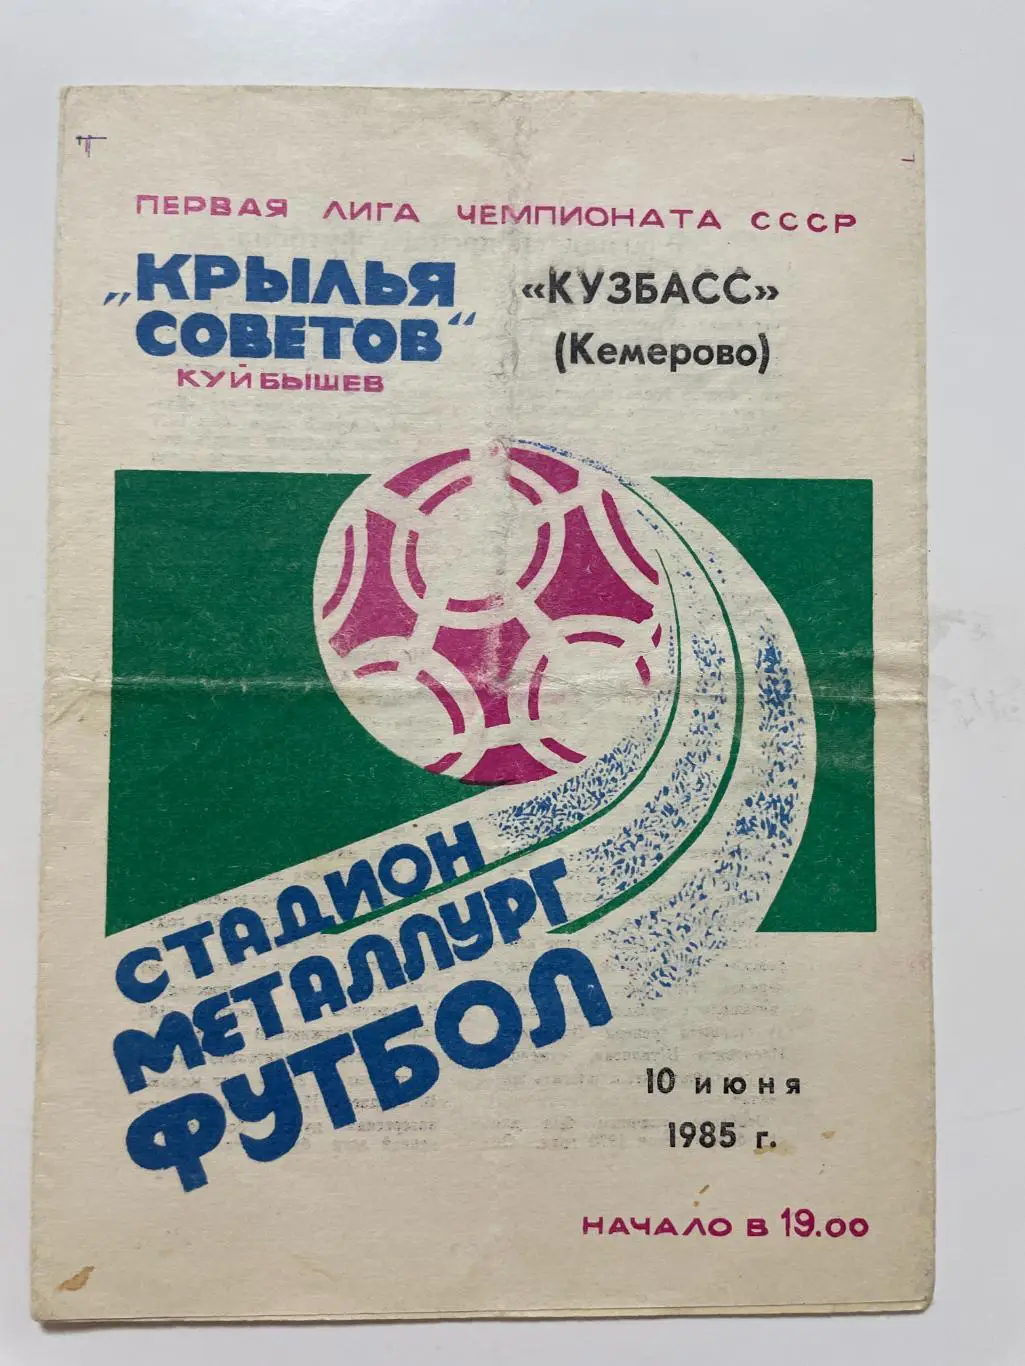 ПЕРВАЯ ЛИГА ЧЕМПИОНАТА СССР
„КРЫЛЬЯ
СОВЕТОВ“
КУЙБЫШЕВ
«КУЗБАСС»
(Кемерово)
СТАДИОН
МЕТАЛЛУРГ
ФУТБОЛ
10 июня
1985 г.
НАЧАЛО В 19.00